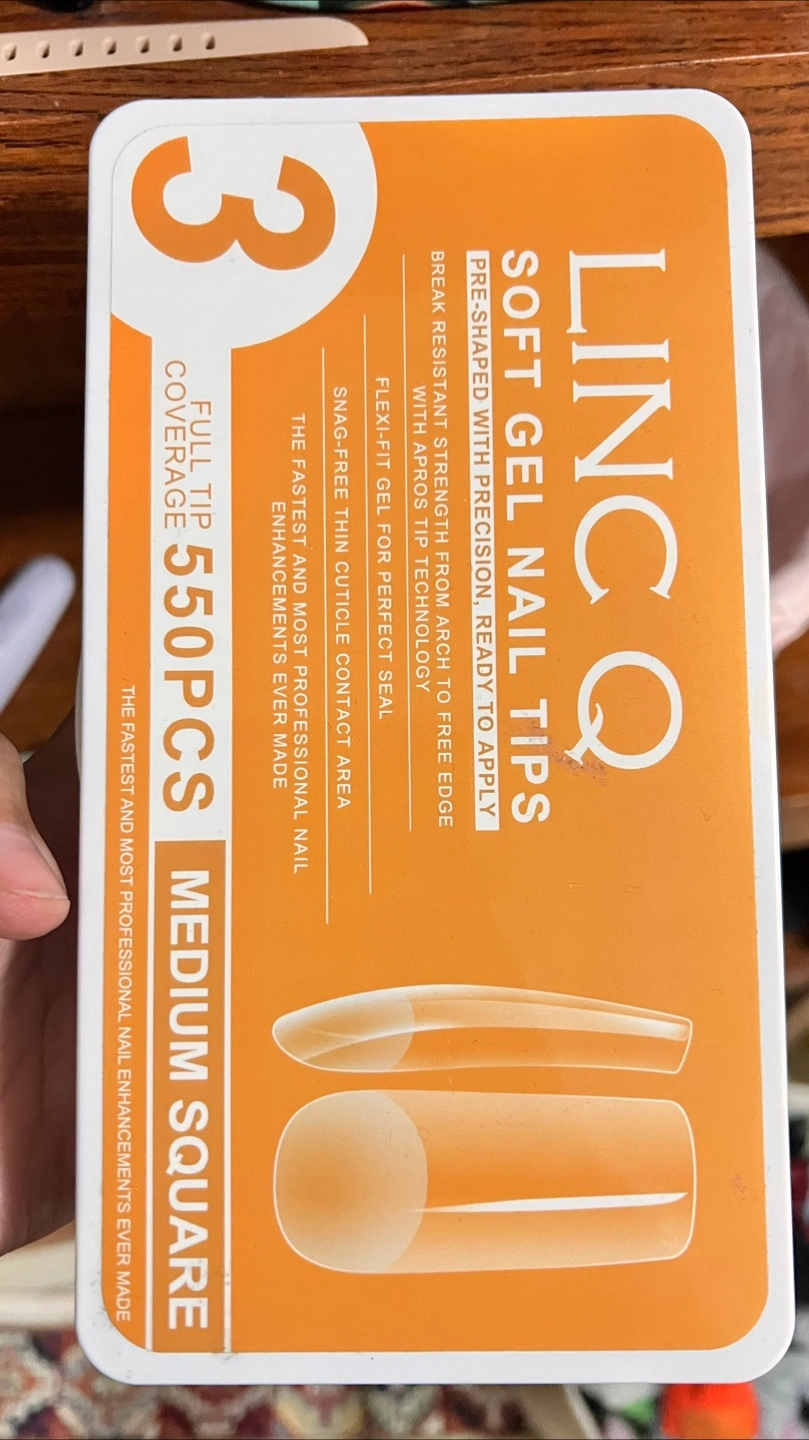 LINC Q
SOFT GEL NAIL TIPS
PRE-SHAPED WITH PRECISION, READY TO APPLY
BREAK RESISTANT STRENGTH FROM ARCH TO FREE EDGE
WITH APROS TIP TECHNOLOGY
FLEXI-FIT GEL FOR PERFECT SEAL
SNAG-FREE THIN CUTICLE CONTACT AREA
THE FASTEST AND MOST PROFESSIONAL NAIL
ENHANCEMENTS EVER MADE
3
FULL TIP
COVERAGE
550PCS
MEDIUM SQUARE
THE FASTEST AND MOST PROFESSIONAL NAIL ENHANCEMENTS EVER MADE